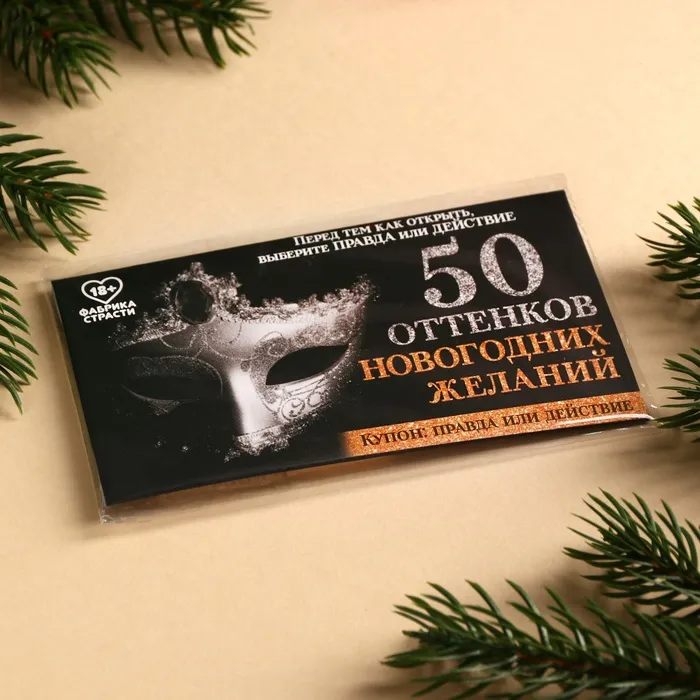 ПЕРЕД ТЕМ КАК ОТКРЫТЬ,
ВЫБЕРИТЕ ПРАВДА ИЛИ ДЕЙСТВИЕ
18+
ФАБРИКА
СТРАСТИ
50
ОТТЕНКОВ
НОВОГОДНИХ
ЖЕЛАНИЙ
КУПОН: ПРАВДА ИЛИ ДЕЙСТВИЕ